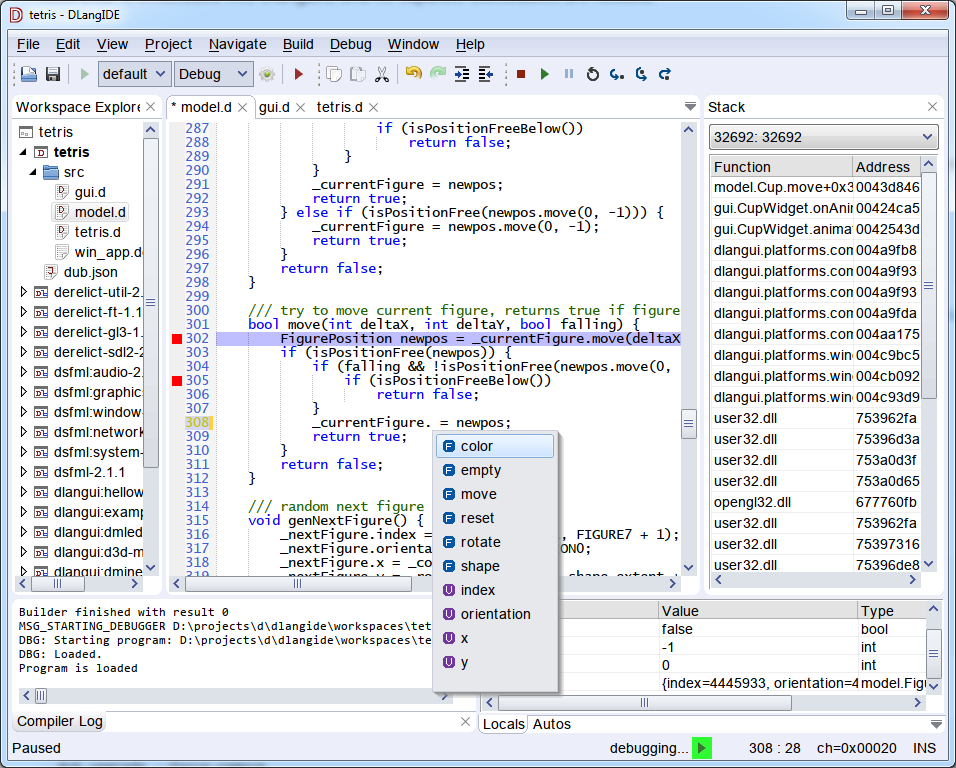 tetris - DLangIDE
File Edit View Project Navigate Build Debug Window Help
default Debug
Workspace Explore
tetris
tetris
src
gui.d
model.d
tetris.d
win_app.de
dub.json
derelict-util-2.
derelict-ft-1.1
derelict-gl3-1.
derelict-sdl2-2
dsfml:audio-2.
dsfml:graphics
dsfml:window-
dsfml:network
dsfml:system-
dsfml-2.1.1
dlangui:hellow
dlangui:examp
dlangui:dmled
dlangui:d3d-m
dlangui:dmine
* model.d gui.d tetris.d
287 if (isPositionFreeBelow())
288 return false;
289 }
290 }
291 _currentFigure = newpos;
292 return true;
293 } else if (isPositionFree(newpos.move(0, -1))) {
294 _currentFigure = newpos.move(0, -1);
295 return true;
296 }
297 return false;
298 }
299
300 /// try to move current figure, returns true if figure
301 bool move(int deltaX, int deltaY, bool falling) {
302 FigurePosition newpos = _currentFigure.move(deltaX
303 if (isPositionFree(newpos)) {
304 if (falling && !isPositionFree(newpos.move(0,
305 if (isPositionFreeBelow())
306 return false;
307 }
308 _currentFigure. = newpos;
309 return true;
310 }
311 return false;
312 }
313
314 /// random next figure
315 void genNextFigure() {
316 _nextFigure.index = , FIGURE7 + 1);
317 _nextFigure.orienta ON0;
318 _nextFigure.x = _co
color
empty
move
reset
rotate
shape
index
orientation
x
y
Stack
32692: 32692
Function Address
model.Cup.move+0x3 0043d846
gui.CupWidget.onAni 00424ca5
gui.CupWidget.anima 0042543d
dlangui.platforms.com 004a9fb8
dlangui.platforms.com 004a9f93
dlangui.platforms.com 004a9f93
dlangui.platforms.com 004a9fda
dlangui.platforms.com 004aa175
dlangui.platforms.win 004c9bc5
dlangui.platforms.win 004cb092
dlangui.platforms.win 004c93d9
user32.dll 753962fa
user32.dll 75396d3a
user32.dll 753a0d3f
user32.dll 753a0d65
opengl32.dll 677760fb
user32.dll 753962fa
user32.dll 75397316
user32.dll 75396de8
Builder finished with result 0
MSG_STARTING_DEBUGGER D:\projects\d\dlangide\workspaces\tet
DBG: Starting program: D:\projects\d\dlangide\workspaces\te
DBG: Loaded.
Program is loaded
Compiler Log
Value Type
false bool
-1 int
0 int
{index=4445933, orientation=4 model.Figu
Locals Autos
Paused debugging... 308 : 28 ch=0x00020 INS